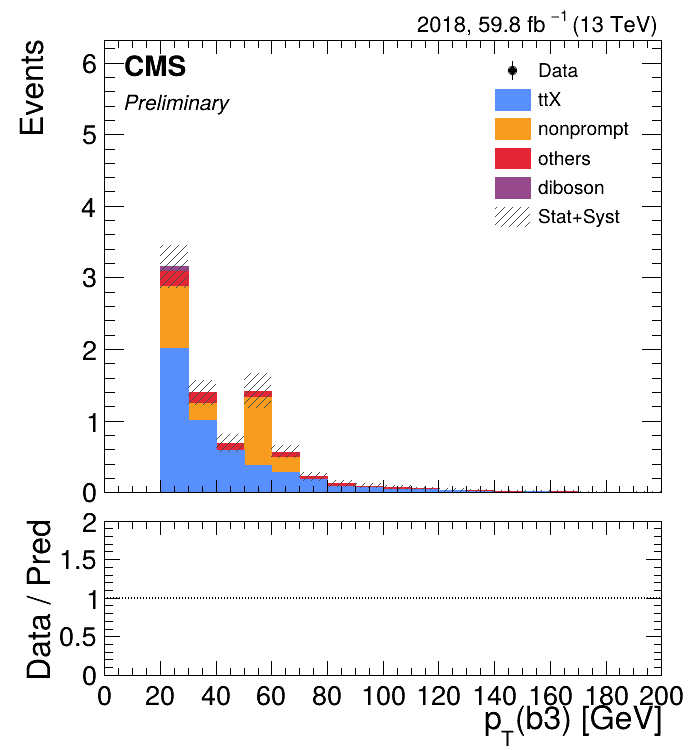 2018, 59.8 fb⁻¹ (13 TeV)
CMS
Preliminary
Events
6
5
4
3
2
1
0
Data
ttX
nonprompt
others
diboson
Stat+Syst
Data / Pred
2
1.5
1
0.5
0
0 20 40 60 80 100 120 140 160 180 200
p_T(b3) [GeV]